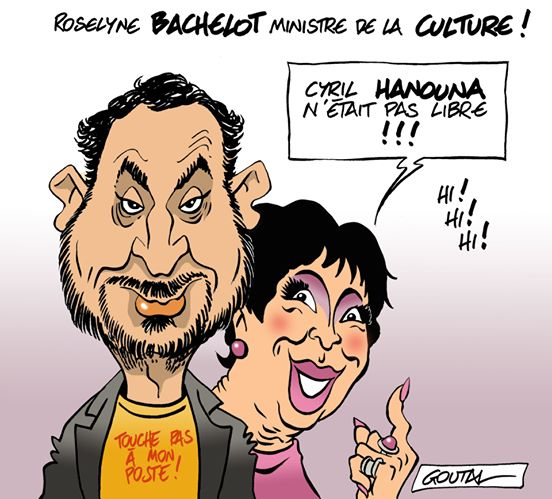 ROSELYNE BACHELOT MINISTRE DE LA CULTURE !
CYRIL HANOUNA
N'ÉTAIT PAS LIBRE
!!!
HI !
HI !
HI !
TOUCHE PAS
À MON
POSTE !
GOUTAL